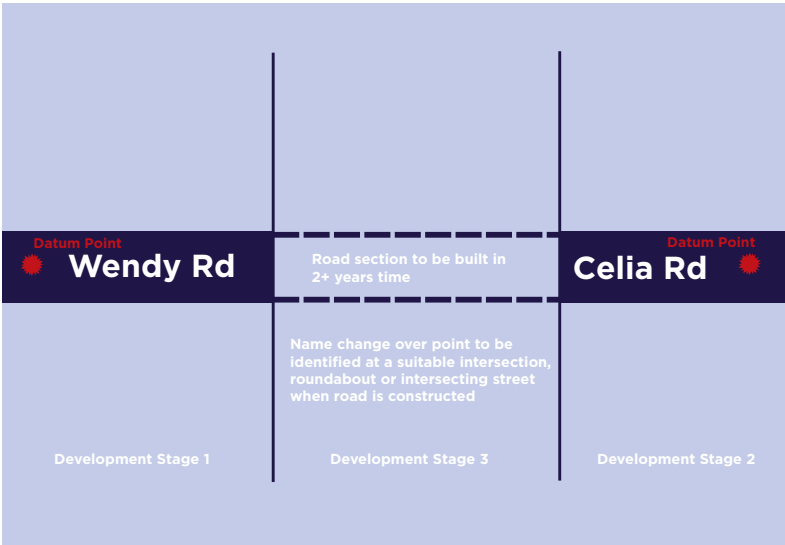 Datum Point
Datum Point
Wendy Rd
Road section to be built in
2+ years time
Celia Rd
Name change over point to be
identified at a suitable intersection,
roundabout or intersecting street
when road is constructed
Development Stage 1
Development Stage 3
Development Stage 2